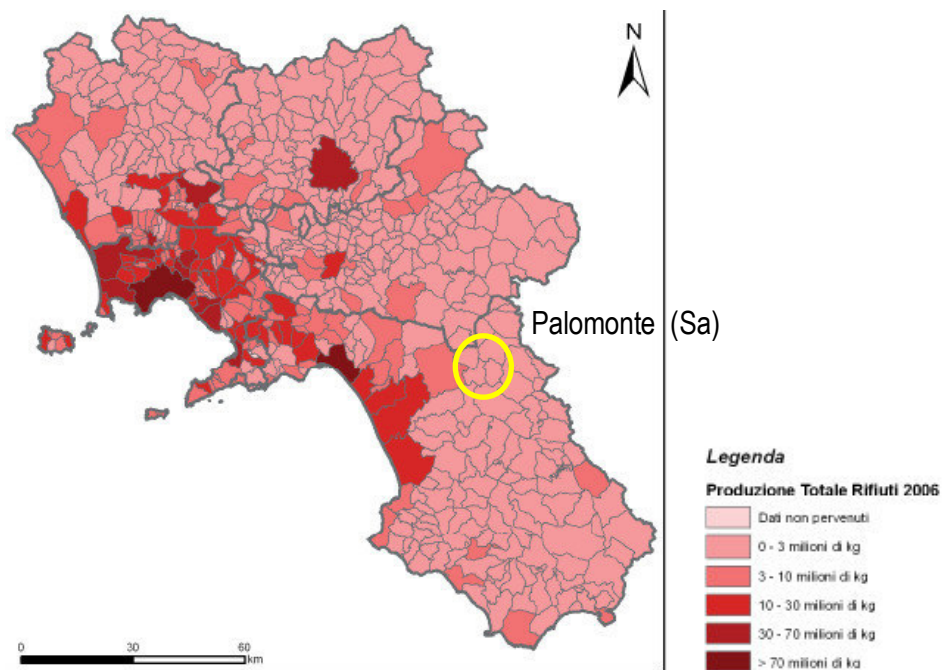 N
Palomonte (Sa)
Legenda
Produzione Totale Rifiuti 2006
Dati non pervenuti
0 - 3 milioni di kg
3 - 10 milioni di kg
10 - 30 milioni di kg
30 - 70 milioni di kg
> 70 milioni di kg
0 30 60
km